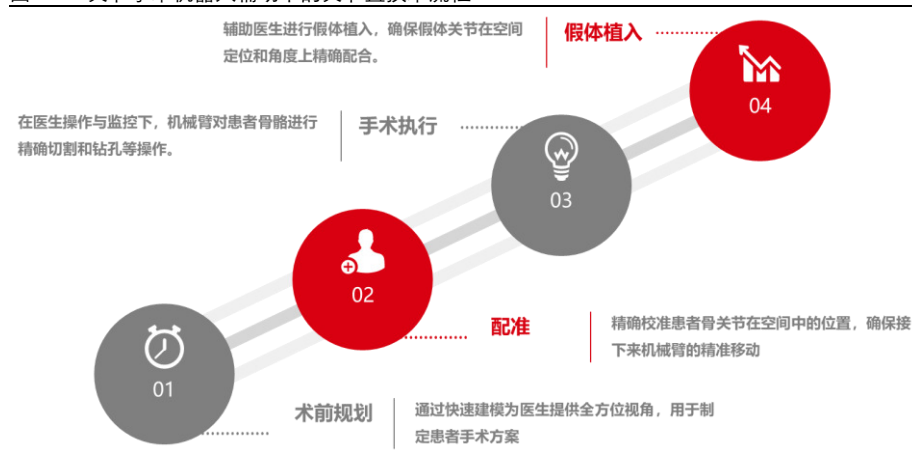 辅助医生进行假体植入，确保假体关节在空间
定位和角度上精确配合。
假体植入
04
在医生操作与监控下，机械臂对患者骨骼进行
精确切割和钻孔等操作。
手术执行
03
02
配准
精确校准患者骨关节在空间中的位置，确保接
下来机械臂的精准移动
01
术前规划
通过快速建模为医生提供全方位视角，用于制
定患者手术方案